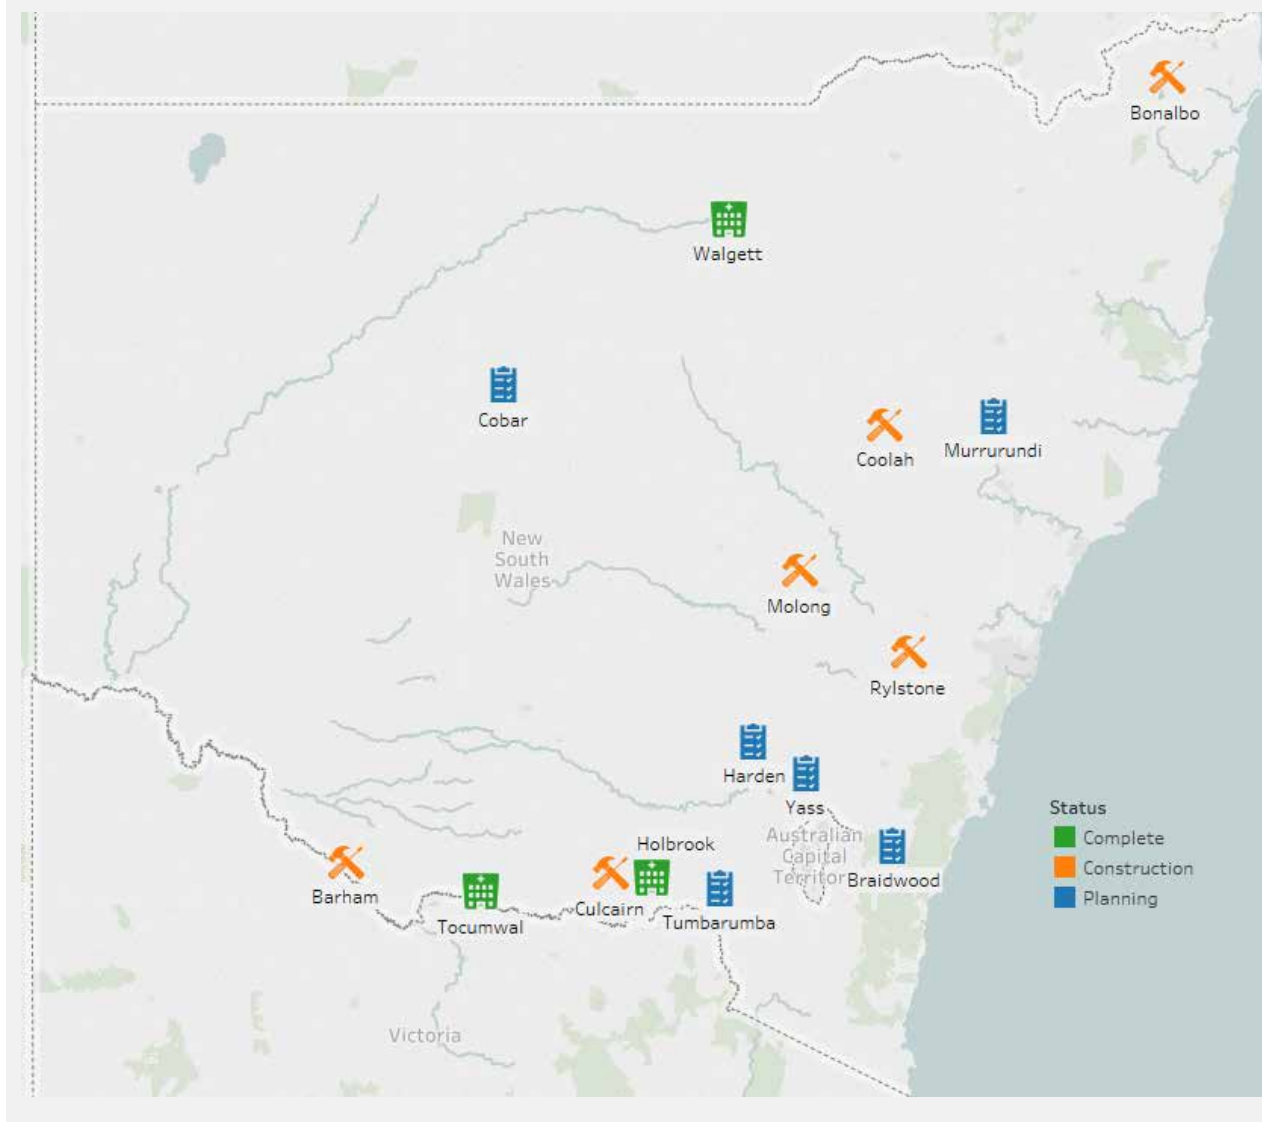 Bonalbo
Walgett
Cobar
Coolah
Murrurundi
New
South
Wales
Molong
Rylstone
Harden
Yass
Status
Complete
Construction
Planning
Australian
Capital
Territor
Braidwood
Holbrook
Barham
Culcairn
Tumbarumba
Tocumwal
Victoria